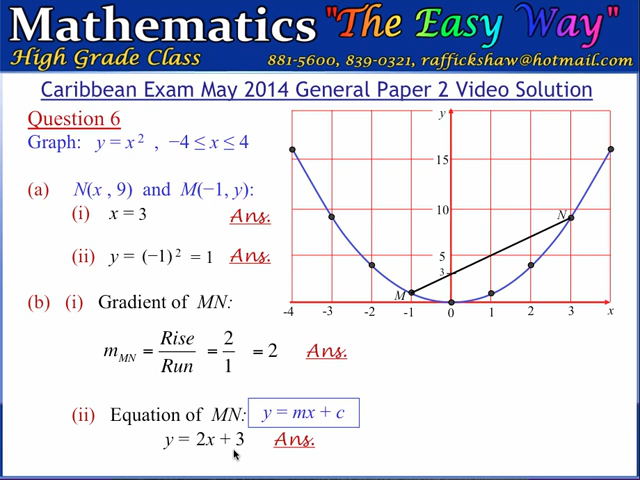 Mathematics "The Easy Way"
High Grade Class 881-5600, 839-0321, raffickshaw@hotmail.com
Caribbean Exam May 2014 General Paper 2 Video Solution
Question 6
Graph: y = x², −4 ≤ x ≤ 4
(a) N(x , 9) and M(−1, y):
(i) x = 3 Ans.
(ii) y = (−1)² = 1 Ans.
(b) (i) Gradient of MN:
m_MN = Rise/Run = 2/1 = 2 Ans.
(ii) Equation of MN: y = mx + c
y = 2x + 3 Ans.
y
15
10
N
5
3
M
-4 -3 -2 -1 0 1 2 3 x